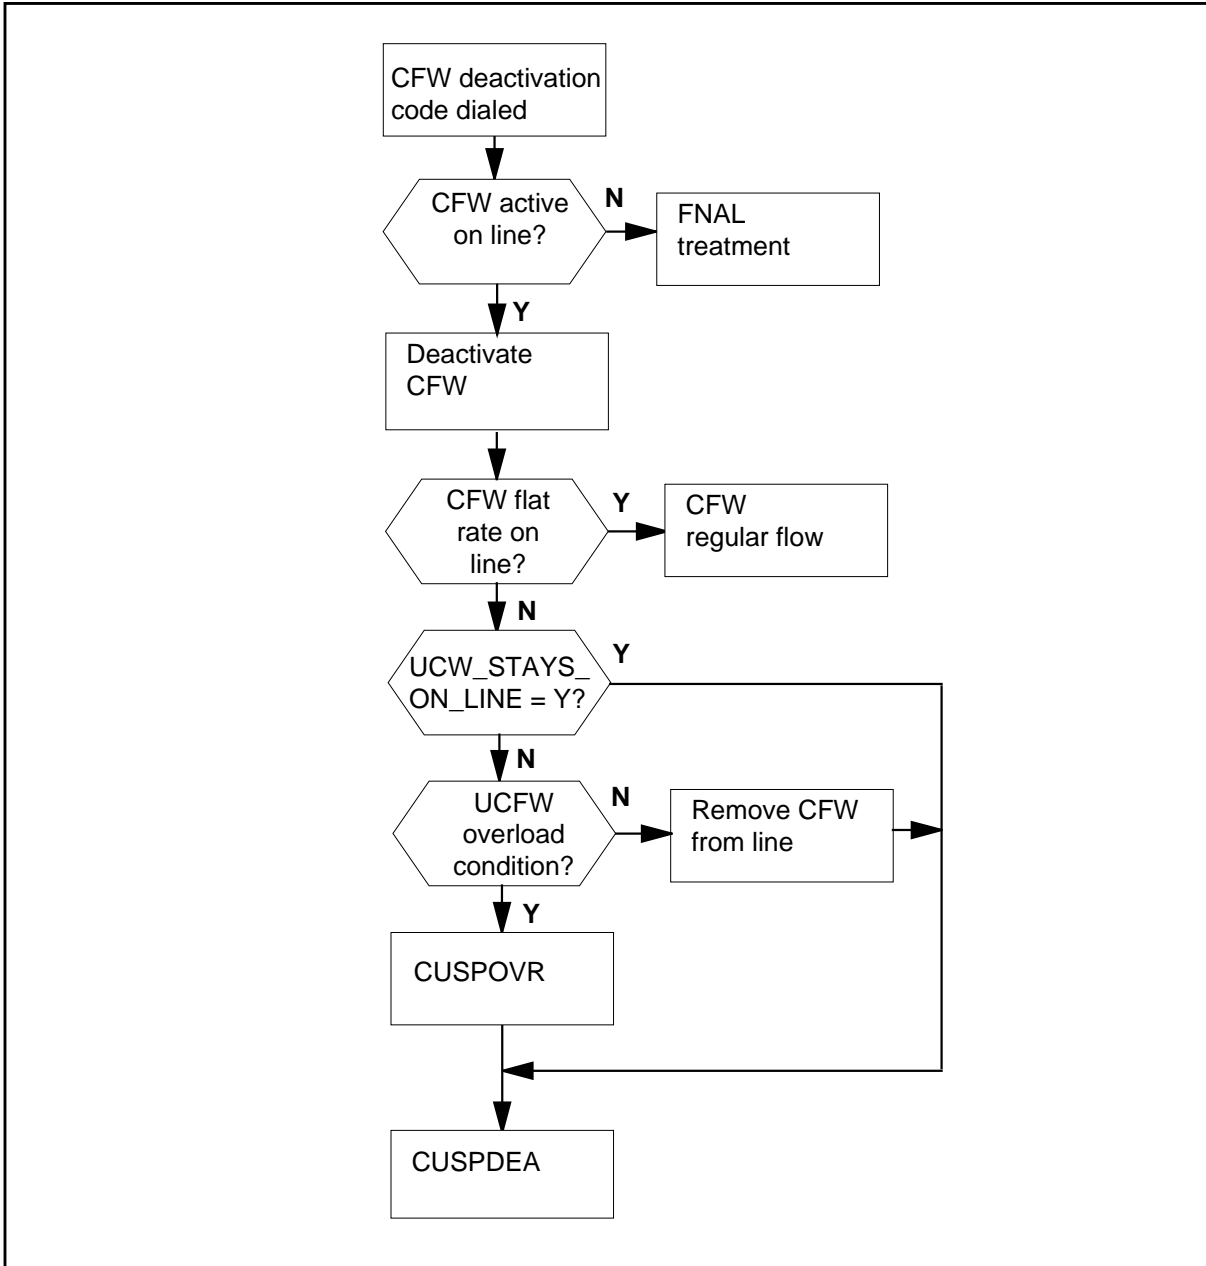 CFW deactivation
code dialed
CFW active
on line?
N
FNAL
treatment
Y
Deactivate
CFW
CFW flat
rate on
line?
Y
CFW
regular flow
N
UCW_STAYS_
ON_LINE = Y?
Y
N
UCFW
overload
condition?
N
Remove CFW
from line
Y
CUSPOVR
CUSPDEA